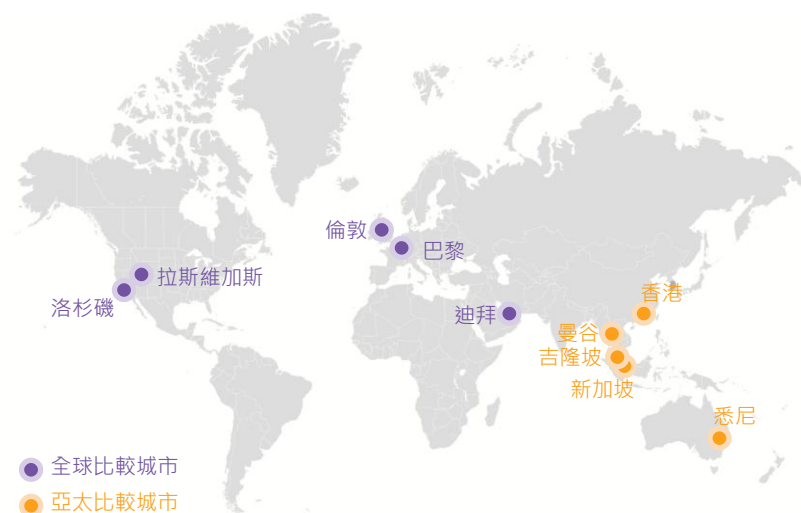 倫敦
巴黎
拉斯維加斯
洛杉磯
香港
迪拜
曼谷
吉隆坡
新加坡
悉尼
全球比較城市
亞太比較城市